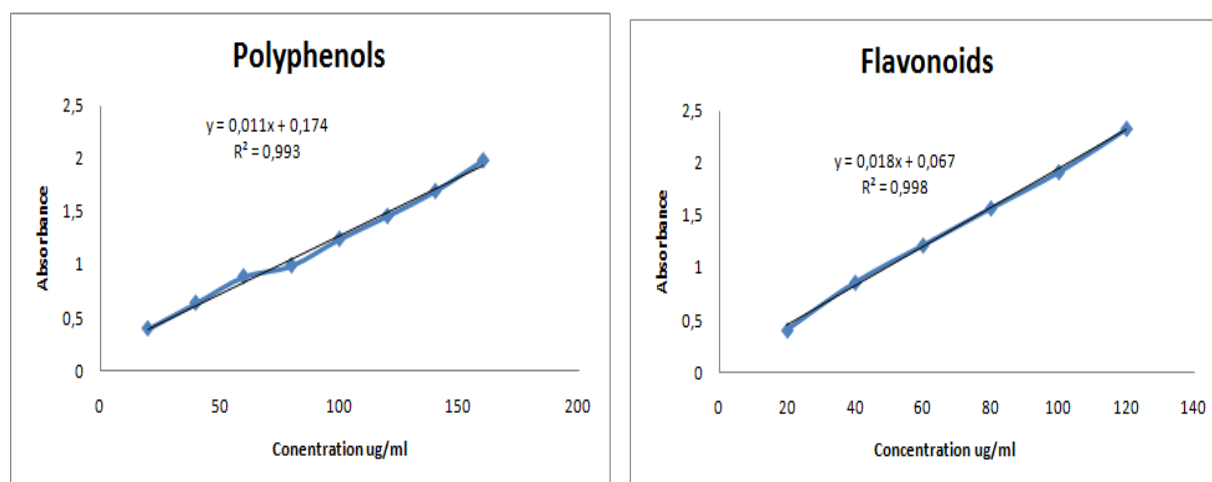 Polyphenols
y = 0,011x + 0,174
R² = 0,993
2,5
2
1,5
1
0,5
0
Absorbance
0 50 100 150 200
Conentration ug/ml
Flavonoids
y = 0,018x + 0,067
R² = 0,998
2,5
2
1,5
1
0,5
0
Absorbance
0 20 40 60 80 100 120 140
Concentration ug/ml